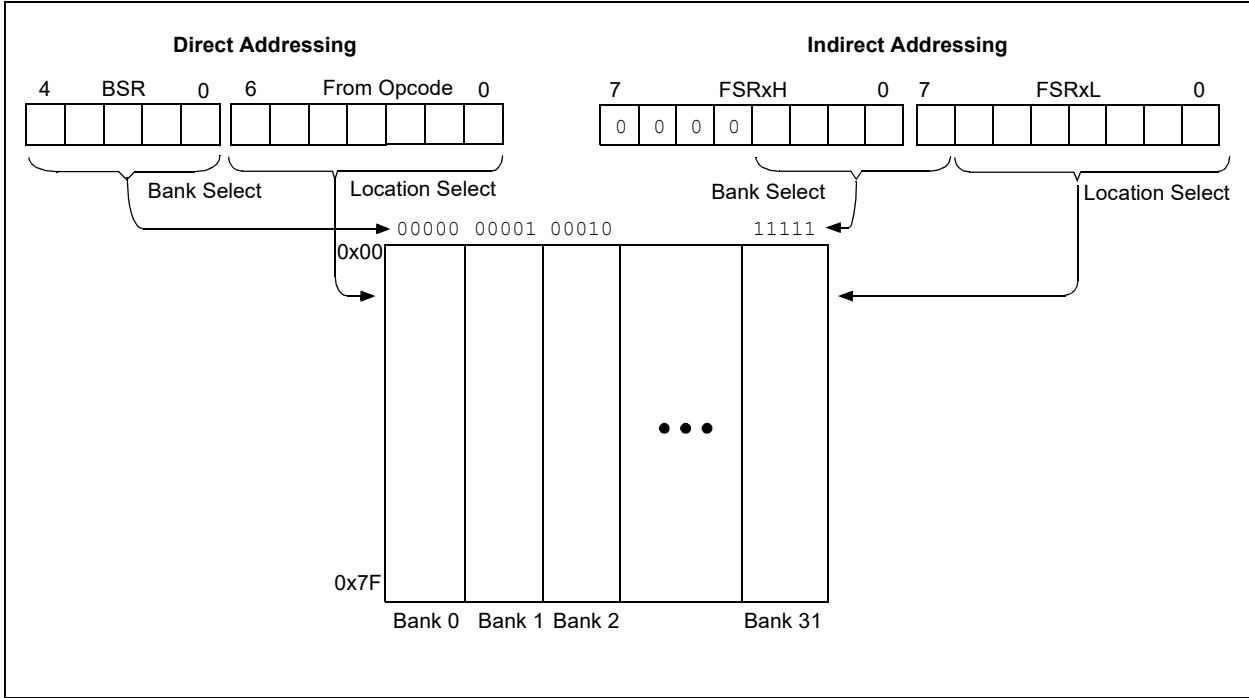 Direct Addressing Indirect Addressing
4 BSR 0 6 From Opcode 0 7 FSRxH 0 7 FSRxL 0
0 0 0 0
Bank Select Location Select Bank Select Location Select
00000 00001 00010 11111
0x00
0x7F
Bank 0 Bank 1 Bank 2 Bank 31